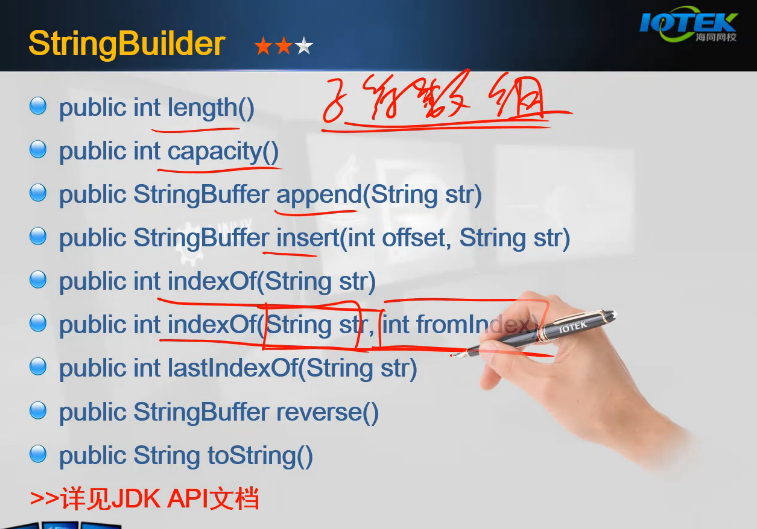 StringBuilder
IOTEK
海同网校
字符数组
public int length()
public int capacity()
public StringBuffer append(String str)
public StringBuffer insert(int offset, String str)
public int indexOf(String str)
public int indexOf(String str, int fromIndex)
IOTEK
public int lastIndexOf(String str)
public StringBuffer reverse()
public String toString()
>>详见JDK API文档